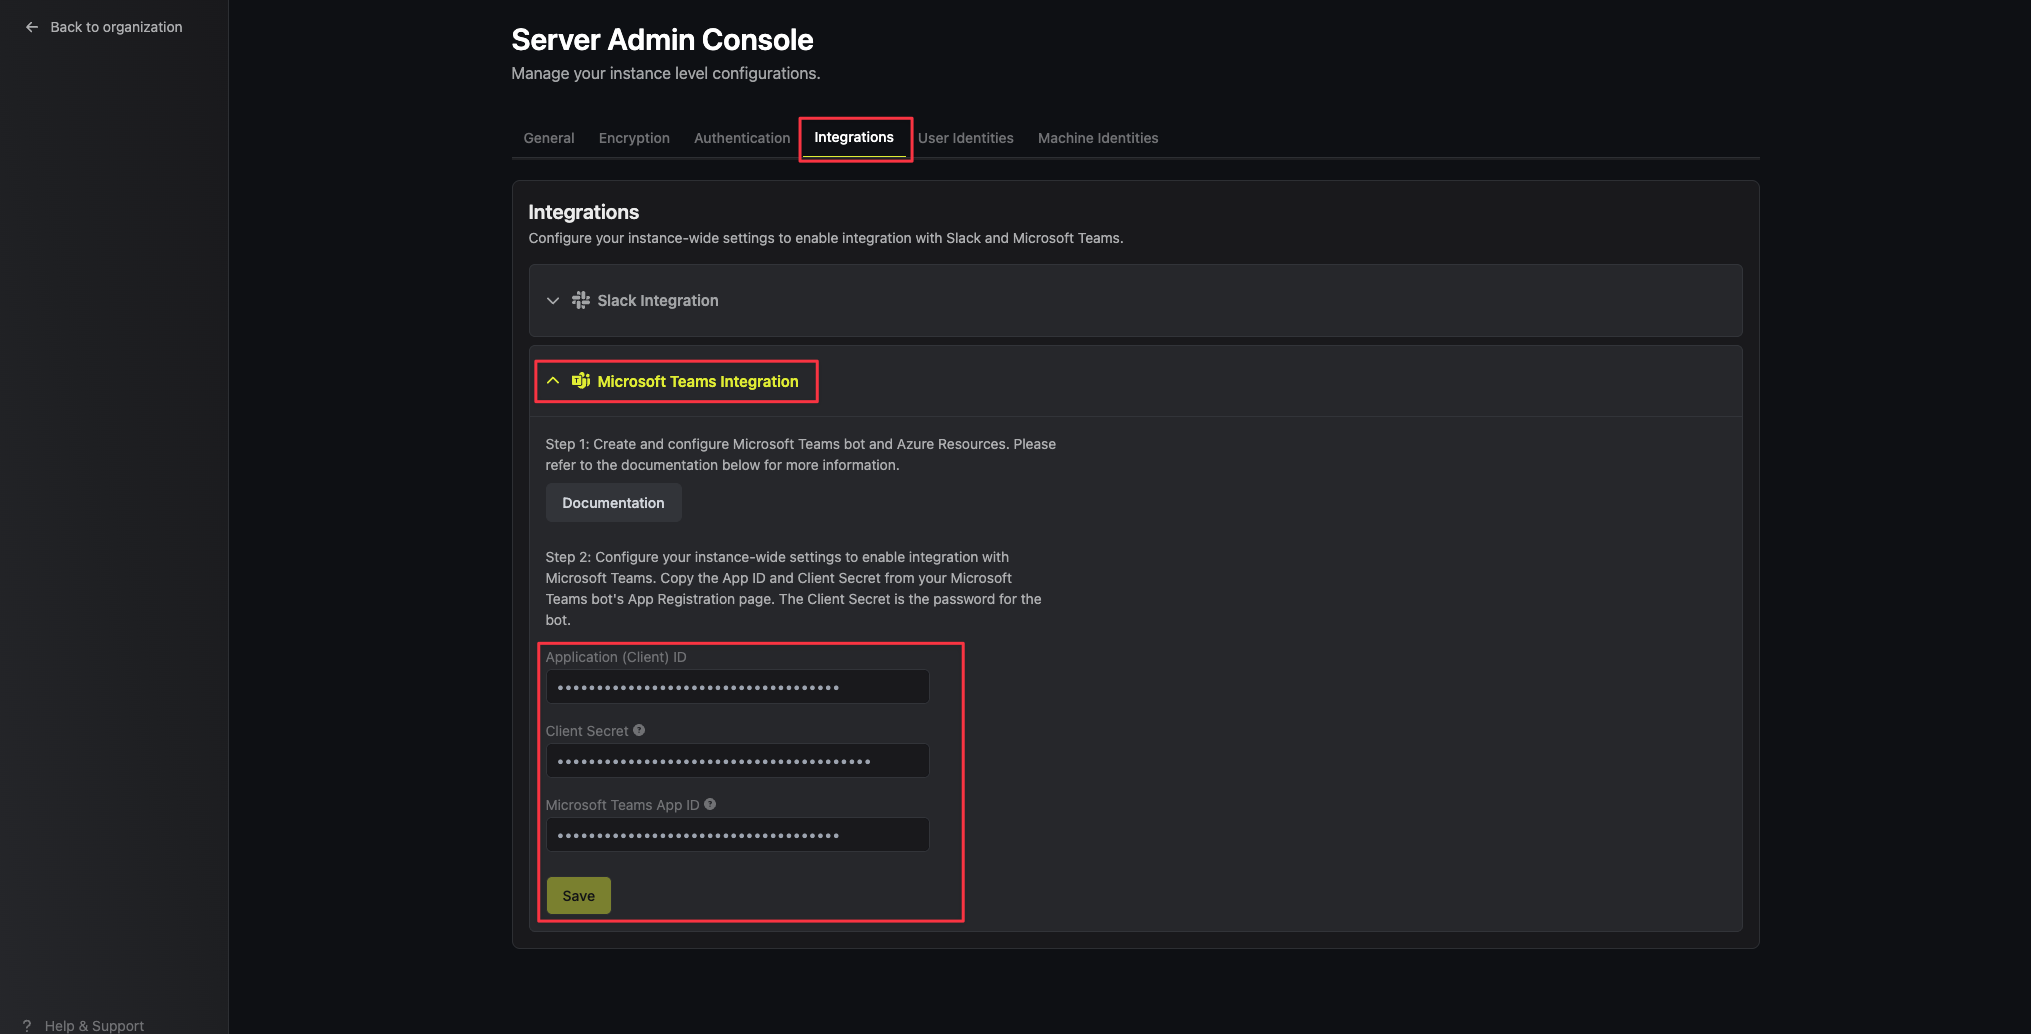 Back to organization
Server Admin Console
Manage your instance level configurations.
General Encryption Authentication Integrations User Identities Machine Identities
Integrations
Configure your instance-wide settings to enable integration with Slack and Microsoft Teams.
Slack Integration
Microsoft Teams Integration
Step 1: Create and configure Microsoft Teams bot and Azure Resources. Please
refer to the documentation below for more information.
Documentation
Step 2: Configure your instance-wide settings to enable integration with
Microsoft Teams. Copy the App ID and Client Secret from your Microsoft
Teams bot's App Registration page. The Client Secret is the password for the
bot.
Application (Client) ID
Client Secret
Microsoft Teams App ID
Save
? Help & Support